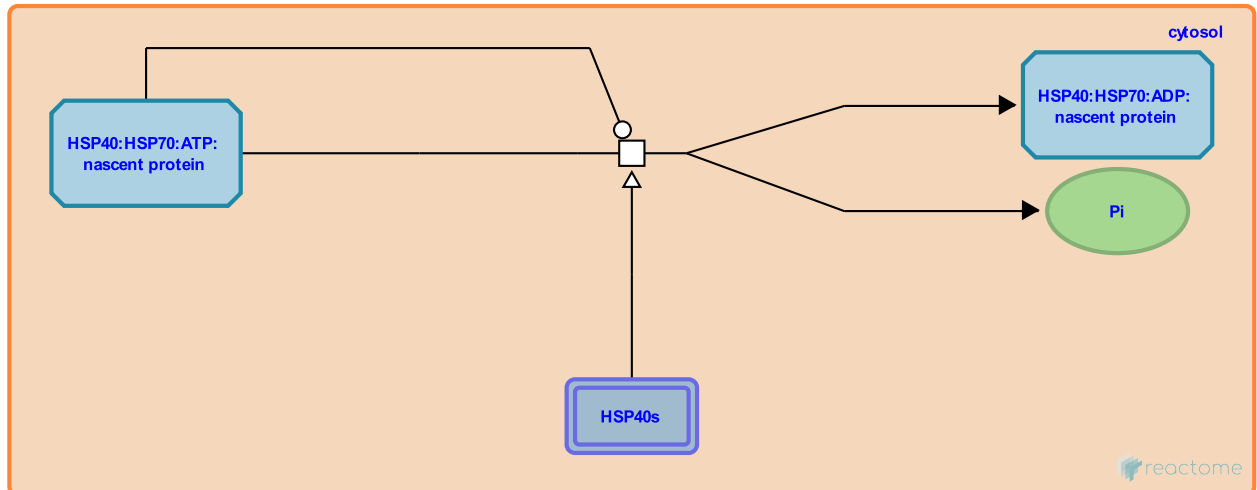 cytosol
HSP40:HSP70:ATP:
nascent protein
HSP40:HSP70:ADP:
nascent protein
Pi
HSP40s
reactome